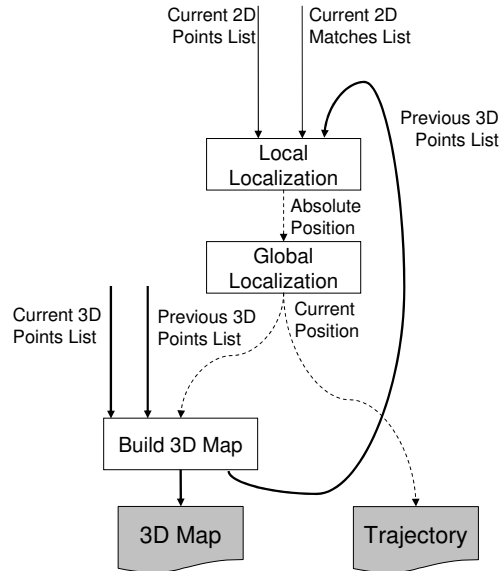 Current 2D
Points List
Current 2D
Matches List
Previous 3D
Points List
Local
Localization
Absolute
Position
Global
Localization
Current 3D
Points List
Previous 3D
Points List
Current
Position
Build 3D Map
3D Map
Trajectory